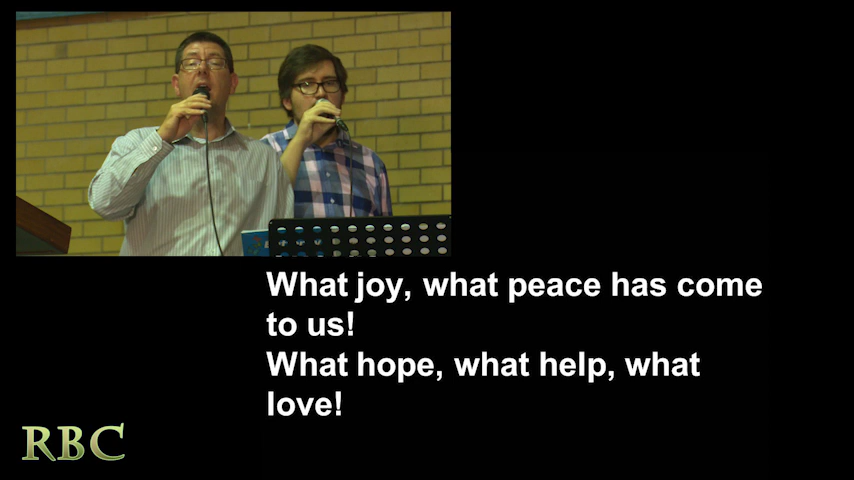 What joy, what peace has come
to us!
What hope, what help, what
love!
RBC